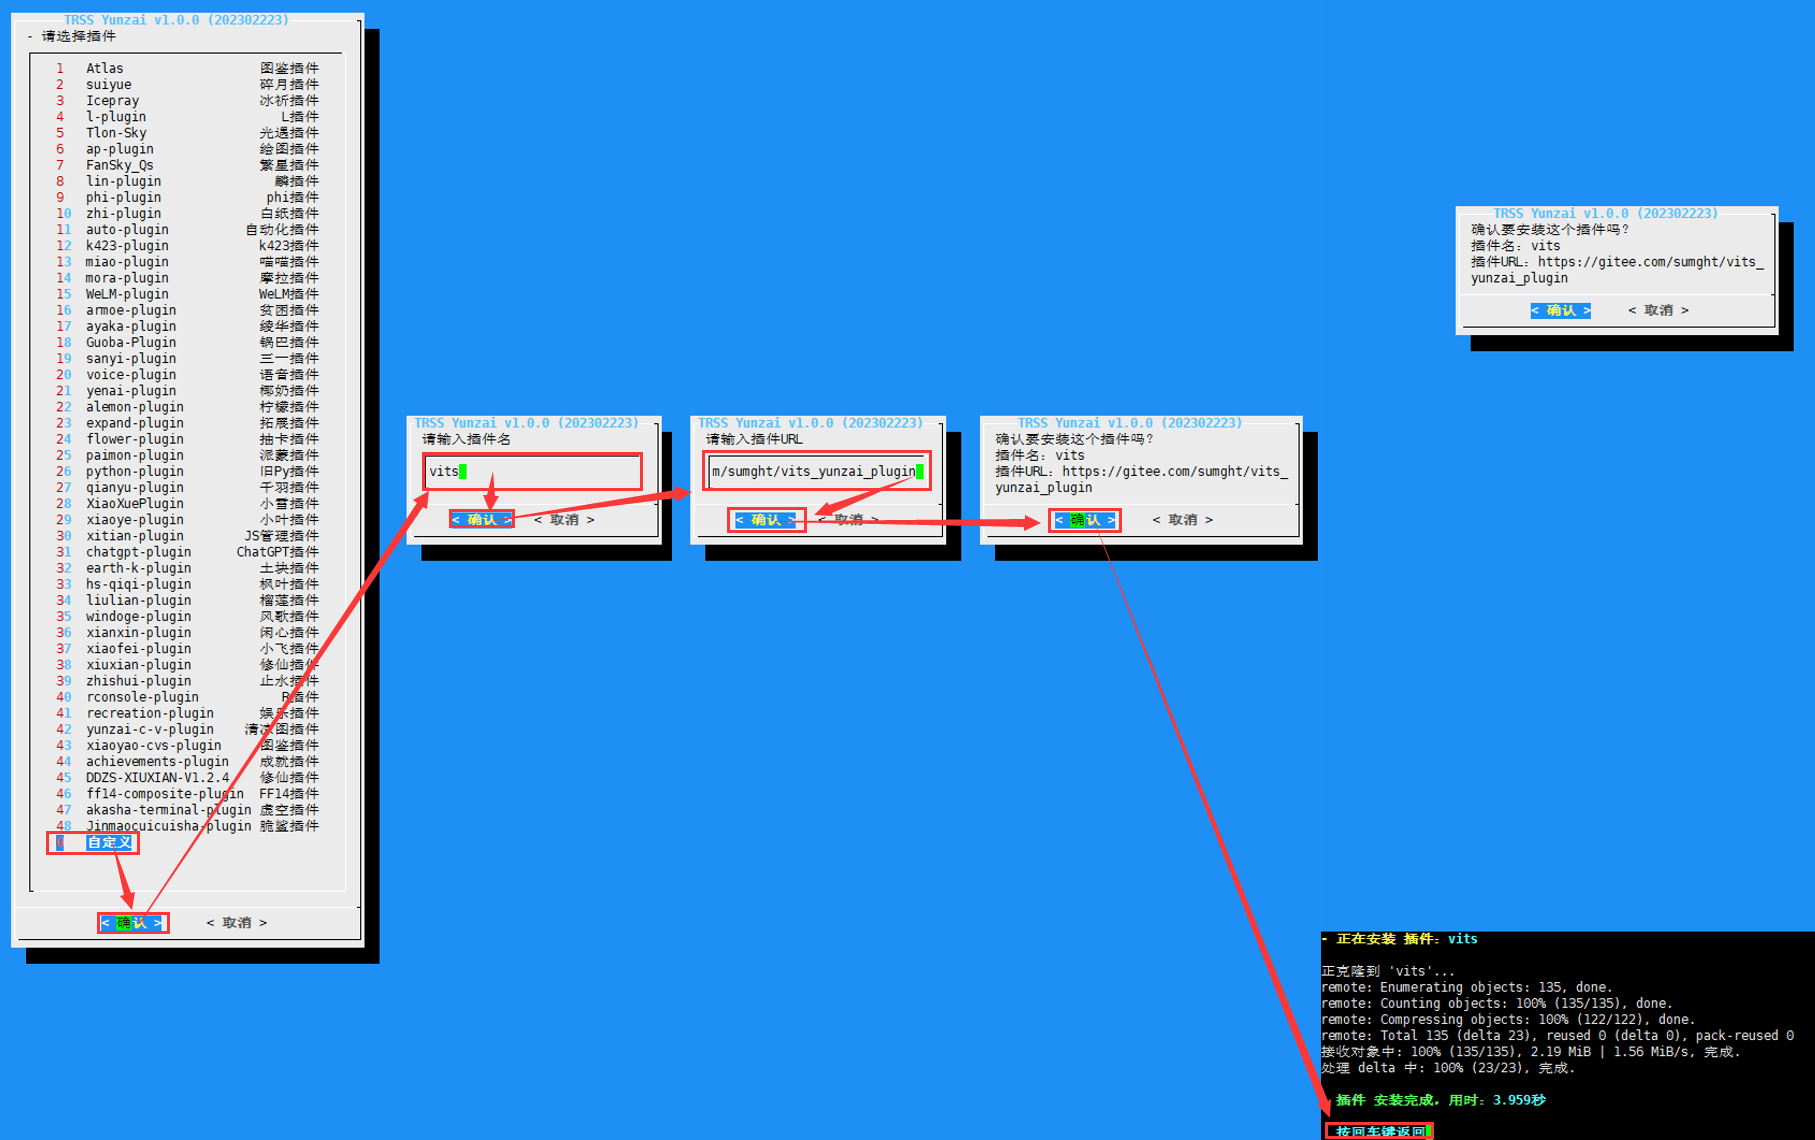 TRSS Yunzai v1.0.0 (202302223)
- 请选择插件
1 Atlas 图鉴插件
2 suiyue 碎月插件
3 Icepray 冰祈插件
4 l-plugin L插件
5 Tlon-Sky 光遇插件
6 ap-plugin 绘图插件
7 FanSky_Qs 繁星插件
8 lin-plugin 麟插件
9 phi-plugin phi插件
10 zhi-plugin 白纸插件
11 auto-plugin 自动化插件
12 k423-plugin k423插件
13 miao-plugin 喵喵插件
14 mora-plugin 摩拉插件
15 WeLM-plugin WeLM插件
16 armoe-plugin 贫困插件
17 ayaka-plugin 绫华插件
18 Guoba-Plugin 锅巴插件
19 sanyi-plugin 三一插件
20 voice-plugin 语音插件
21 yenai-plugin 椰奶插件
22 alemon-plugin 柠檬插件
23 expand-plugin 拓展插件
24 flower-plugin 抽卡插件
25 paimon-plugin 派蒙插件
26 python-plugin 旧Py插件
27 qianyu-plugin 千羽插件
28 XiaoXuePlugin 小雪插件
29 xiaoye-plugin 小叶插件
30 xitian-plugin JS管理插件
31 chatgpt-plugin ChatGPT插件
32 earth-k-plugin 土块插件
33 hs-qiqi-plugin 枫叶插件
34 liulian-plugin 榴莲插件
35 windoge-plugin 风歌插件
36 xianxin-plugin 闲心插件
37 xiaofei-plugin 小飞插件
38 xiuxian-plugin 修仙插件
39 zhishui-plugin 止水插件
40 rconsole-plugin R插件
41 recreation-plugin 娱乐插件
42 yunzai-c-v-plugin 清凉图插件
43 xiaoyao-cvs-plugin 图鉴插件
44 achievements-plugin 成就插件
45 DDZS-XIUXIAN-V1.2.4 修仙插件
46 ff14-composite-plugin FF14插件
47 akasha-terminal-plugin 虚空插件
48 Jinmaocuicuisha-plugin 脆鲨插件
0 自定义
< 确认 > < 取消 >
TRSS Yunzai v1.0.0 (202302223)
请输入插件名
vits
< 确认 > < 取消 >
TRSS Yunzai v1.0.0 (202302223)
请输入插件URL
m/sumght/vits_yunzai_plugin
< 确认 > < 取消 >
TRSS Yunzai v1.0.0 (202302223)
确认要安装这个插件吗？
插件名：vits
插件URL：https://gitee.com/sumght/vits_
yunzai_plugin
< 确认 > < 取消 >
TRSS Yunzai v1.0.0 (202302223)
确认要安装这个插件吗？
插件名：vits
插件URL：https://gitee.com/sumght/vits_
yunzai_plugin
< 确认 > < 取消 >
- 正在安装 插件：vits
正克隆到 'vits'...
remote: Enumerating objects: 135, done.
remote: Counting objects: 100% (135/135), done.
remote: Compressing objects: 100% (122/122), done.
remote: Total 135 (delta 23), reused 0 (delta 0), pack-reused 0
接收对象中: 100% (135/135), 2.19 MiB | 1.56 MiB/s, 完成.
处理 delta 中: 100% (23/23), 完成.
插件 安装完成，用时：3.959秒
按回车键返回